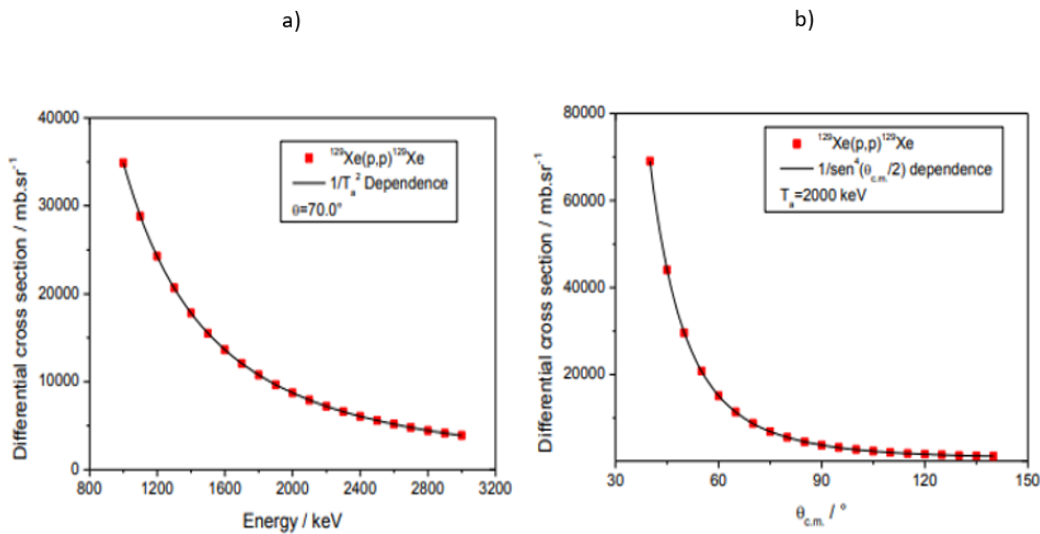 a)
b)
40000
30000
20000
10000
0
800 1200 1600 2000 2400 2800 3200
Differential cross section / mb.sr⁻¹
Energy / keV
¹²⁹Xe(p,p)¹²⁹Xe
1/Tₐ² Dependence
θ=70.0°
80000
60000
40000
20000
30 60 90 120 150
Differential cross section / mb.sr⁻¹
θc.m. / °
¹²⁹Xe(p,p)¹²⁹Xe
1/sen⁴(θc.m./2) dependence
Tₐ=2000 keV